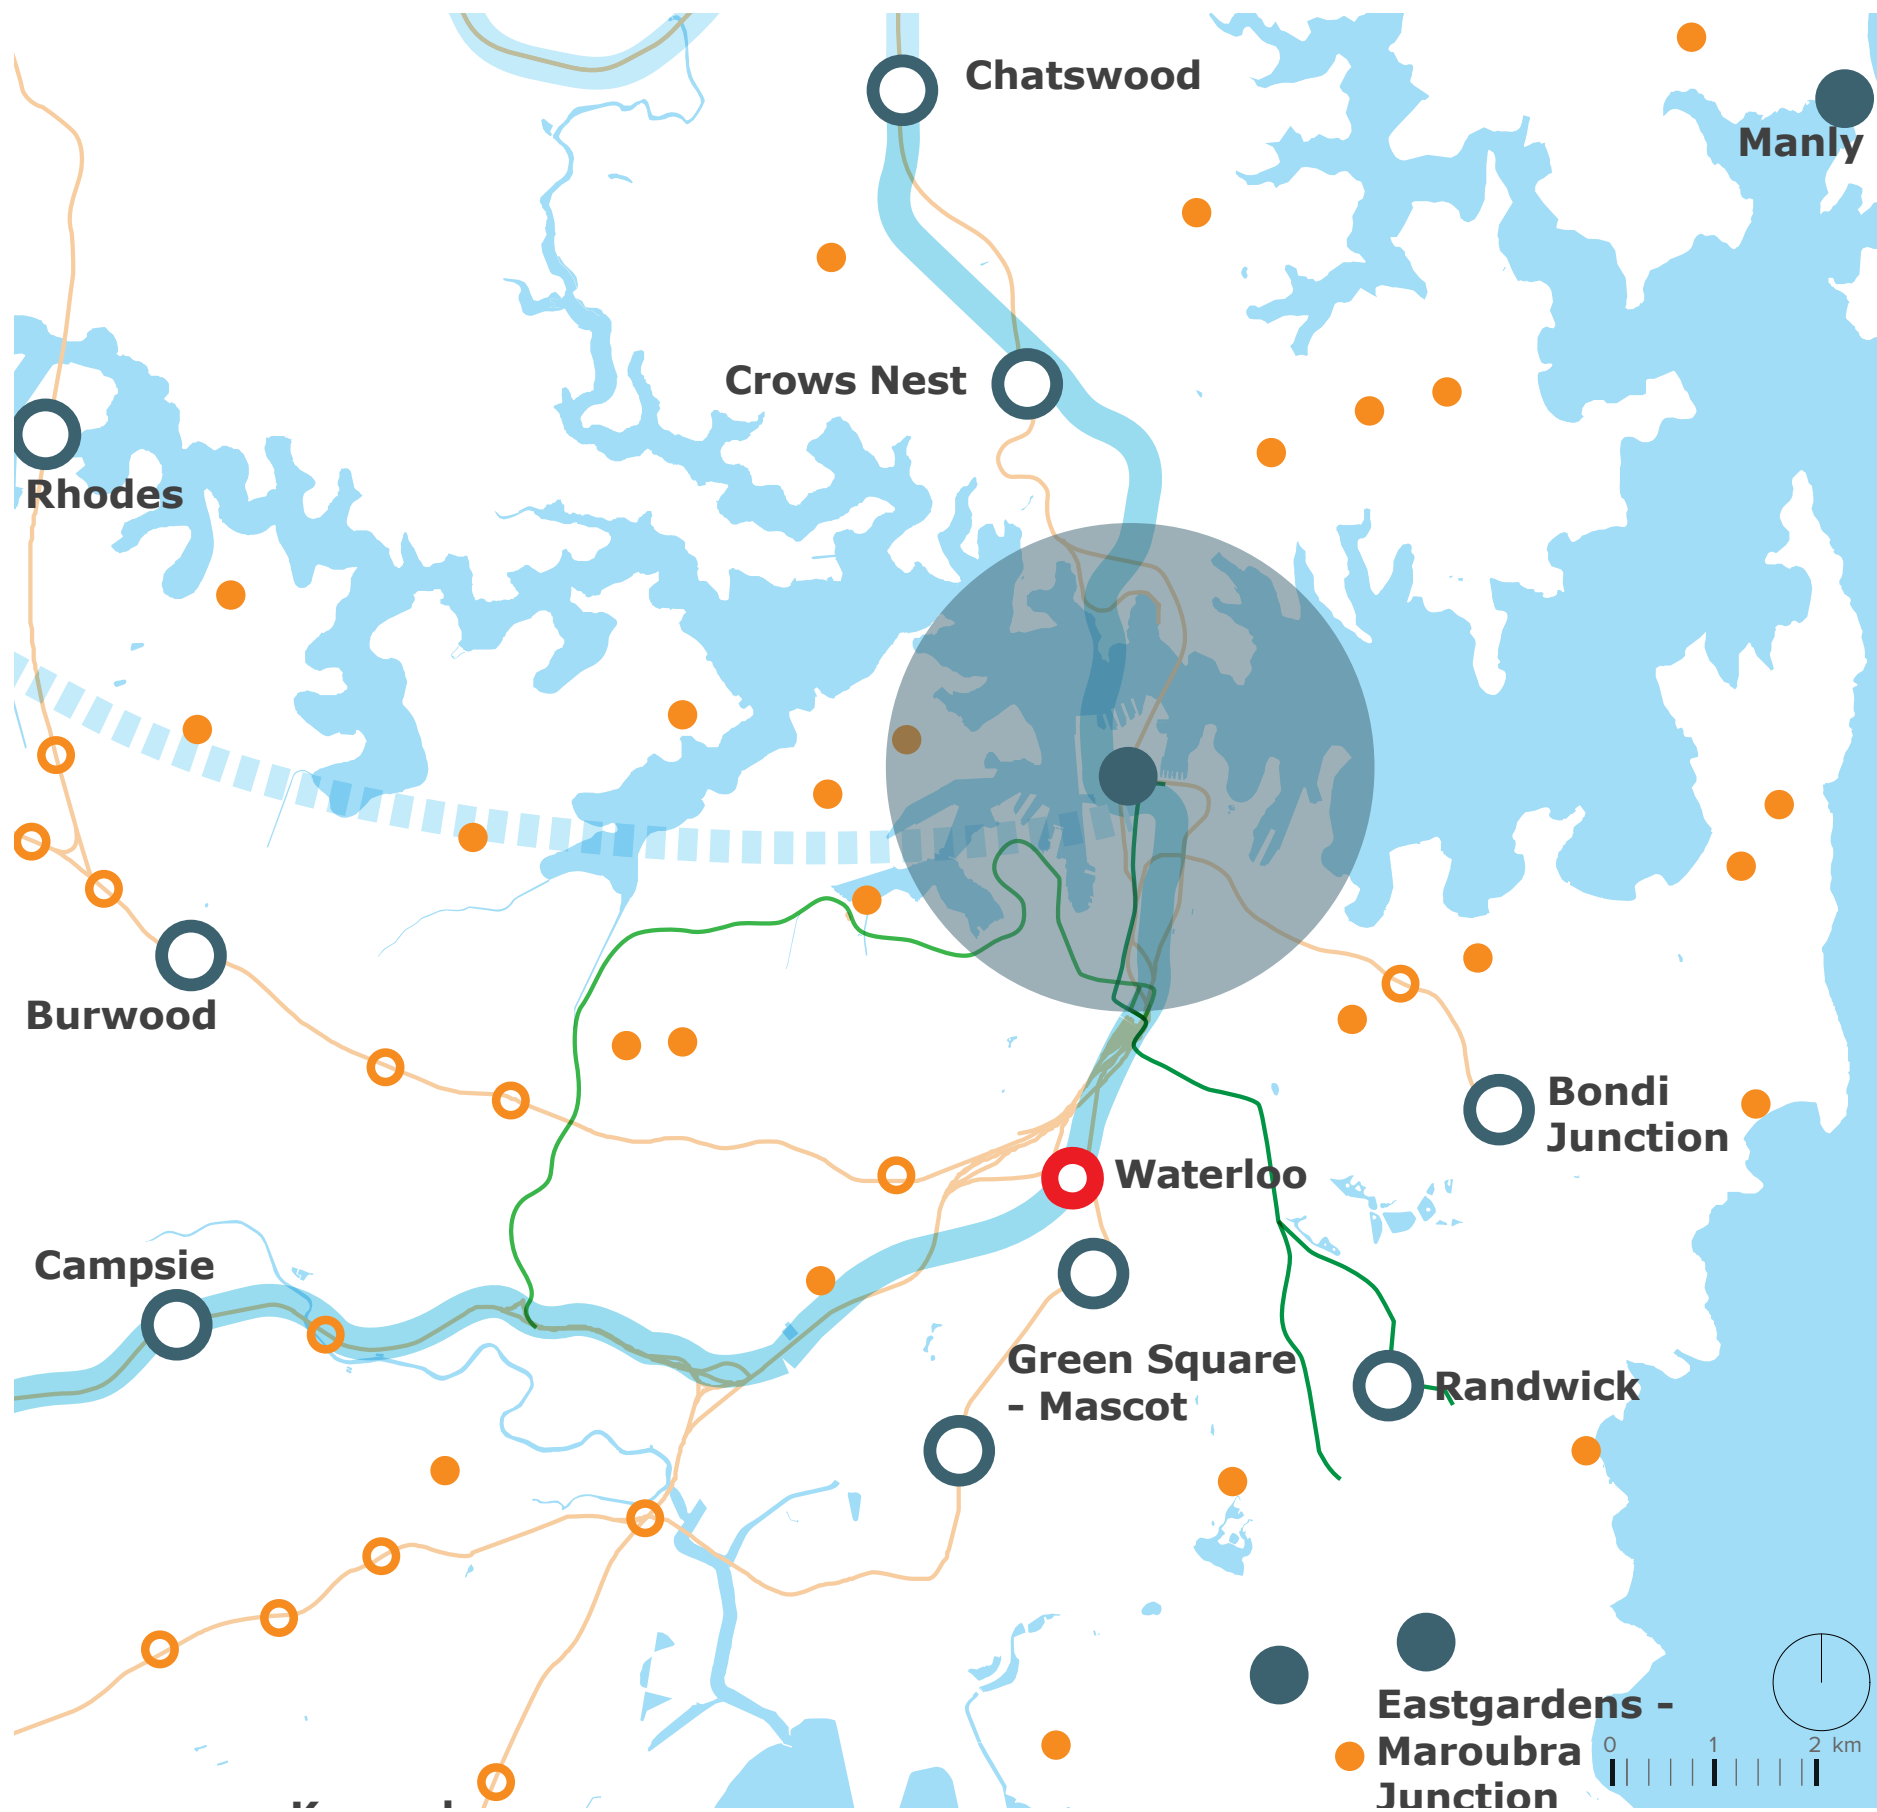 Chatswood
Manly
Crows Nest
Rhodes
Burwood
Bondi
Junction
Waterloo
Campsie
Green Square
- Mascot
Randwick
Eastgardens -
Maroubra
Junction
0 1 2 km